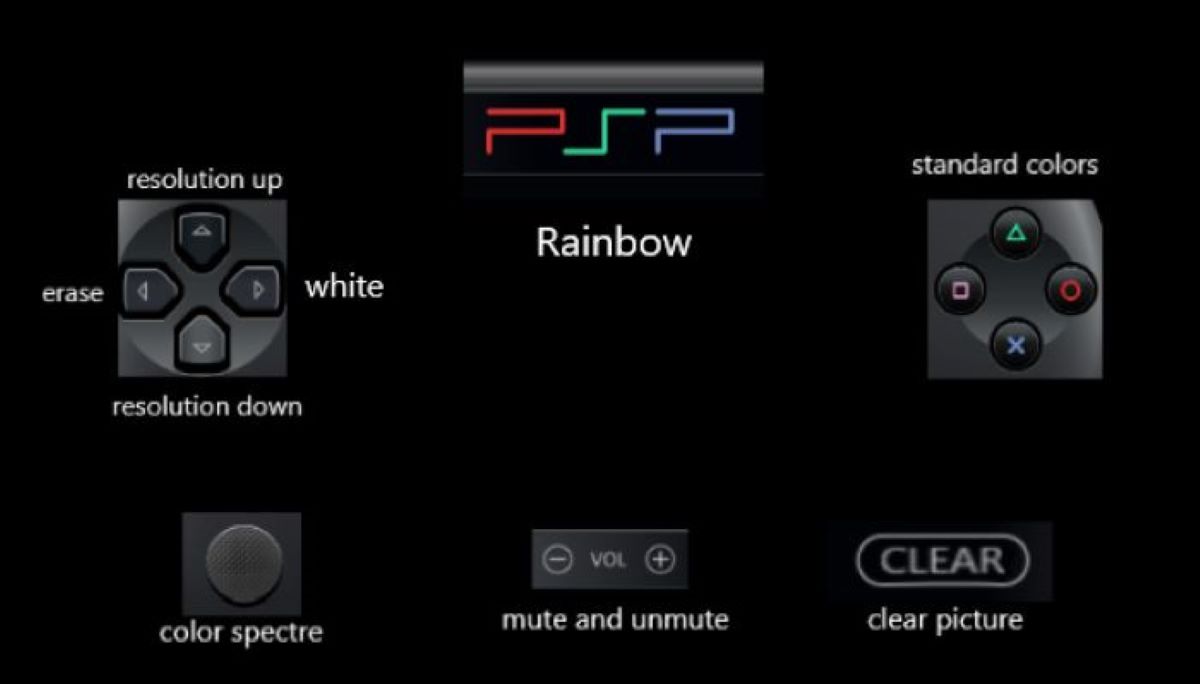 PSP
resolution up
standard colors
Rainbow
erase
white
resolution down
VOL
CLEAR
color spectre
mute and unmute
clear picture